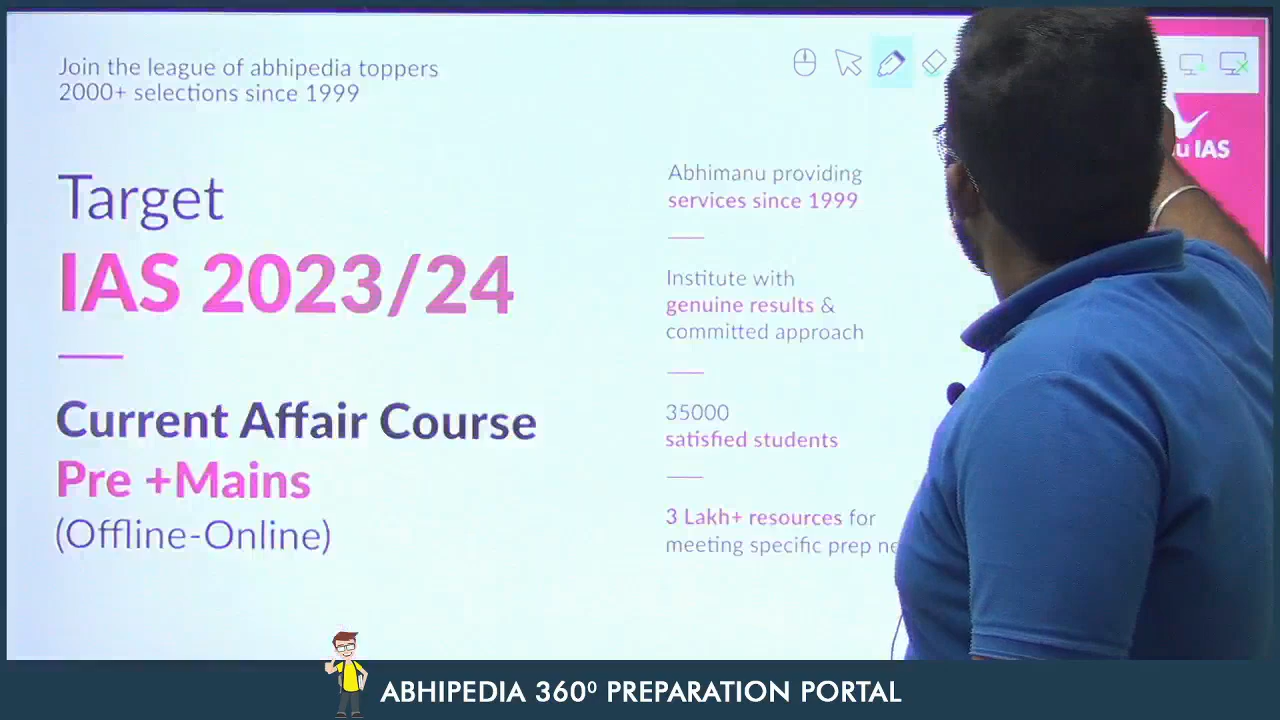 Join the league of abhipedia toppers
2000+ selections since 1999
Target
IAS 2023/24
Current Affair Course
Pre +Mains
(Offline-Online)
Abhimanu providing
services since 1999
Institute with
genuine results &
committed approach
35000
satisfied students
3 Lakh+ resources for
meeting specific prep
IAS
ABHIPEDIA 360⁰ PREPARATION PORTAL